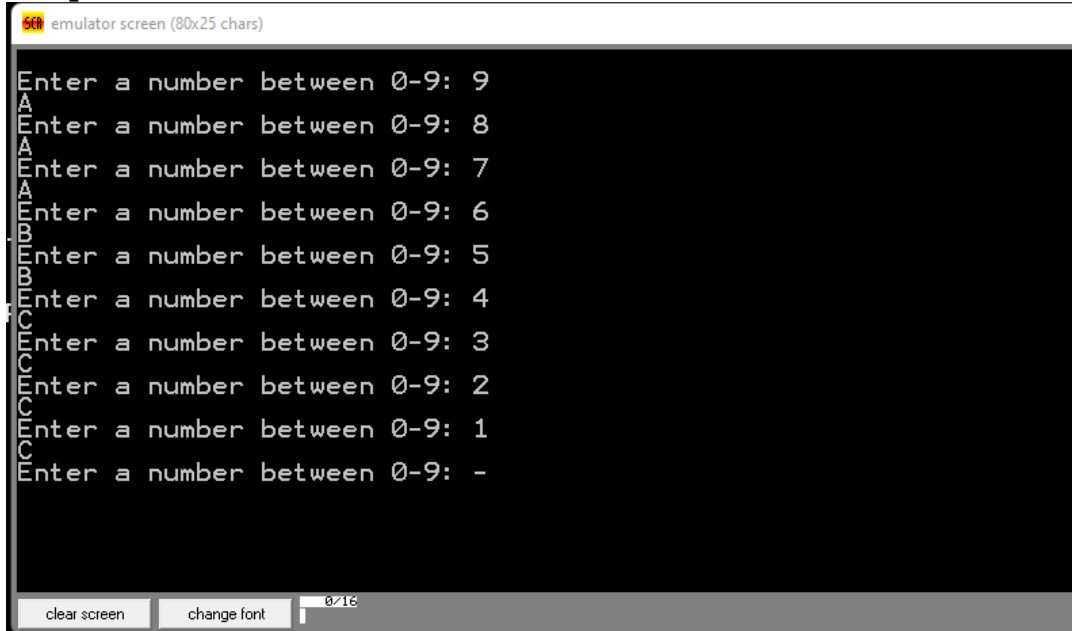 SCR emulator screen (80x25 chars)
Enter a number between 0-9: 9
A
Enter a number between 0-9: 8
A
Enter a number between 0-9: 7
A
Enter a number between 0-9: 6
B
Enter a number between 0-9: 5
B
Enter a number between 0-9: 4
C
Enter a number between 0-9: 3
C
Enter a number between 0-9: 2
C
Enter a number between 0-9: 1
C
Enter a number between 0-9: -
clear screen change font 0/16